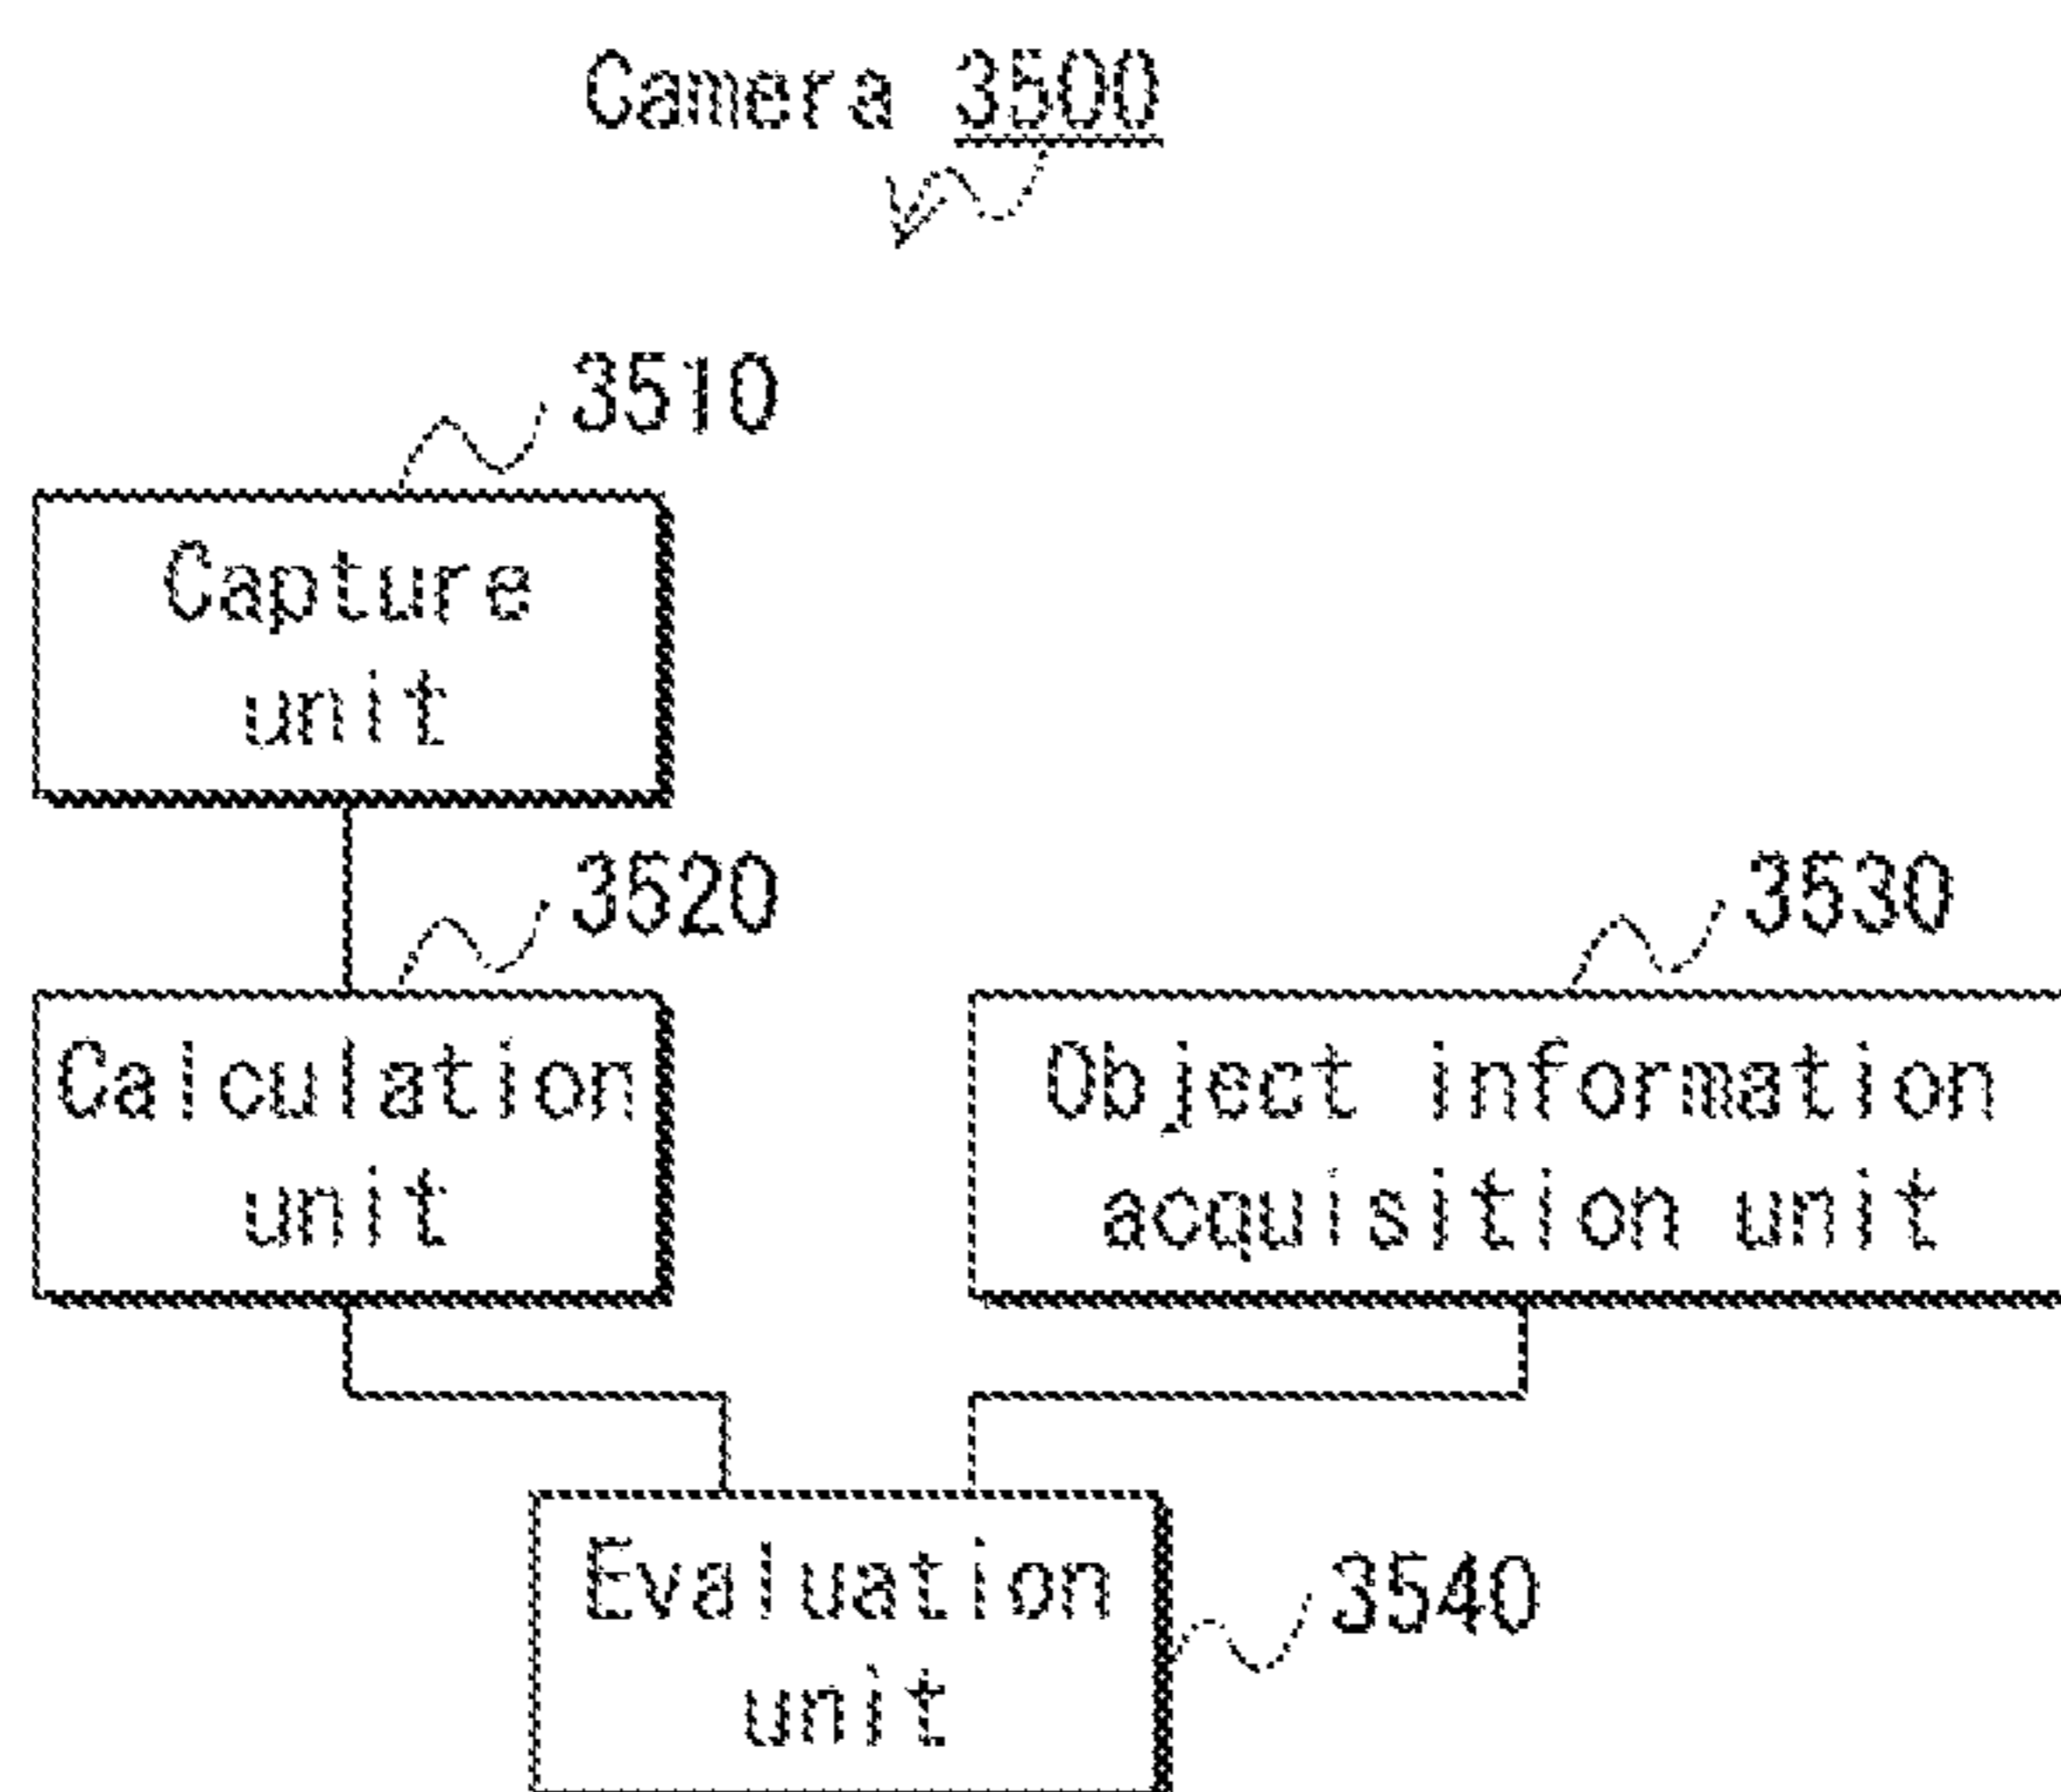 Camera 3500
3510
Capture
unit
3520
Calculation
unit
3530
Object information
acquisition unit
Evaluation
unit
3540